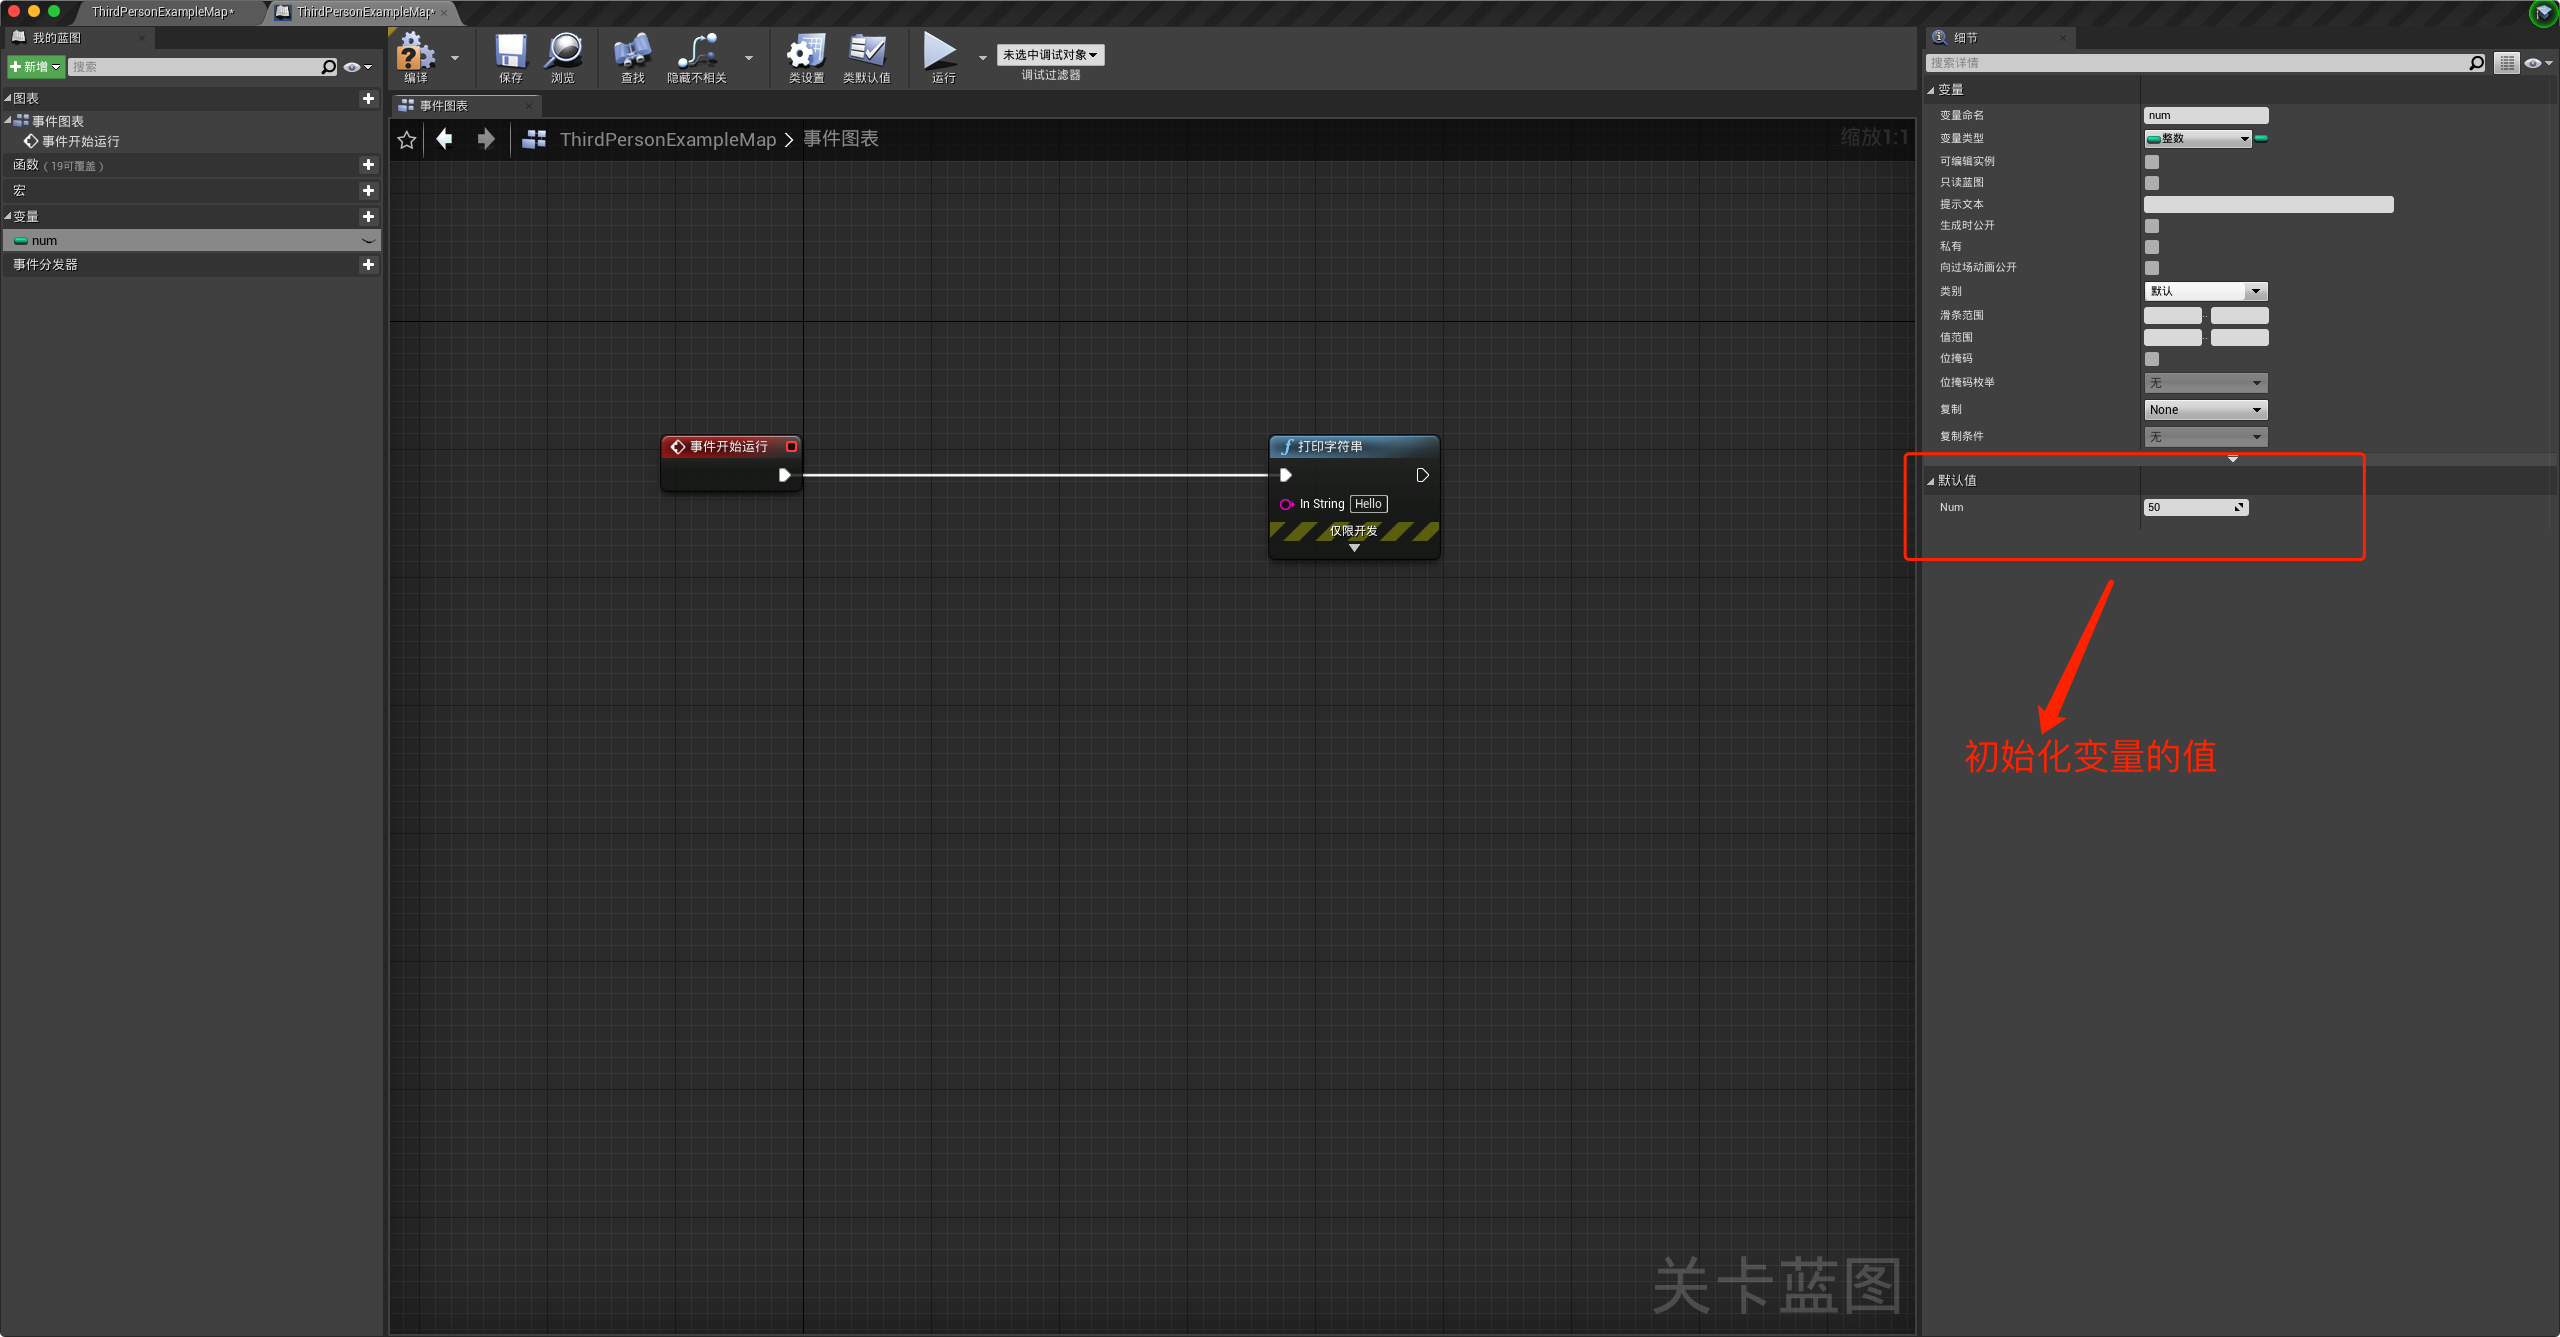 ThirdPersonExampleMap*
ThirdPersonExampleMap*
我的蓝图
新增
搜索
图表
事件图表
事件开始运行
函数（19可覆盖）
宏
变量
num
事件分发器
编译
保存
浏览
查找
隐藏不相关
类设置
类默认值
运行
未选中调试对象
调试过滤器
事件图表
ThirdPersonExampleMap > 事件图表
缩放1:1
事件开始运行
打印字符串
In String Hello
仅限开发
关卡蓝图
细节
搜索详情
变量
变量命名 num
变量类型 整数
可编辑实例
只读蓝图
提示文本
生成时公开
私有
向过场动画公开
类别 默认
滑条范围
值范围
位掩码
位掩码枚举 无
复制 None
复制条件 无
默认值
Num 50
初始化变量的值